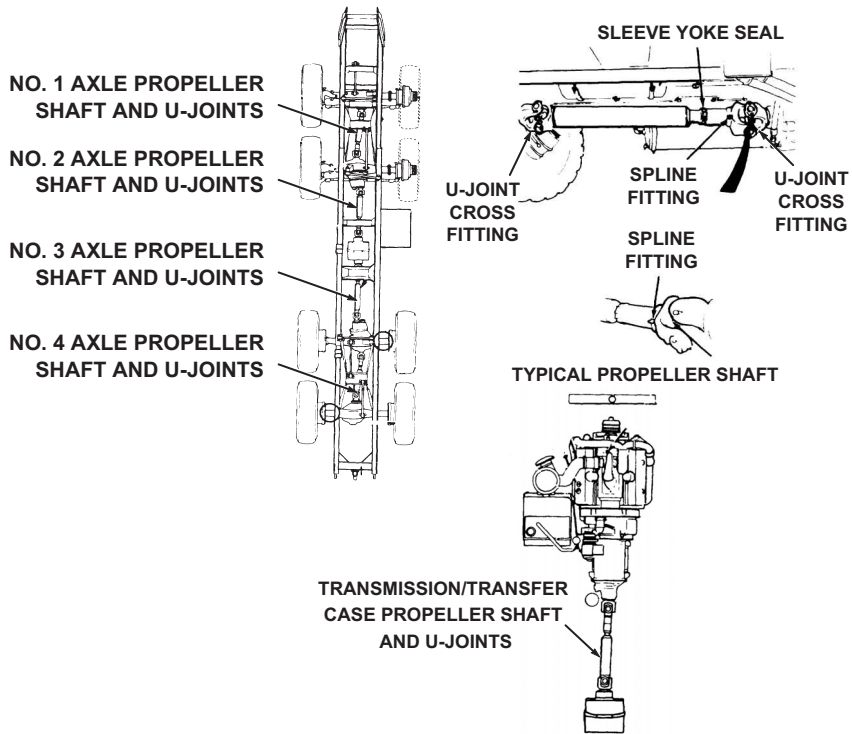 NO. 1 AXLE PROPELLER
SHAFT AND U-JOINTS
NO. 2 AXLE PROPELLER
SHAFT AND U-JOINTS
NO. 3 AXLE PROPELLER
SHAFT AND U-JOINTS
NO. 4 AXLE PROPELLER
SHAFT AND U-JOINTS
SLEEVE YOKE SEAL
U-JOINT
CROSS
FITTING
SPLINE
FITTING
U-JOINT
CROSS
FITTING
SPLINE
FITTING
TYPICAL PROPELLER SHAFT
TRANSMISSION/TRANSFER
CASE PROPELLER SHAFT
AND U-JOINTS